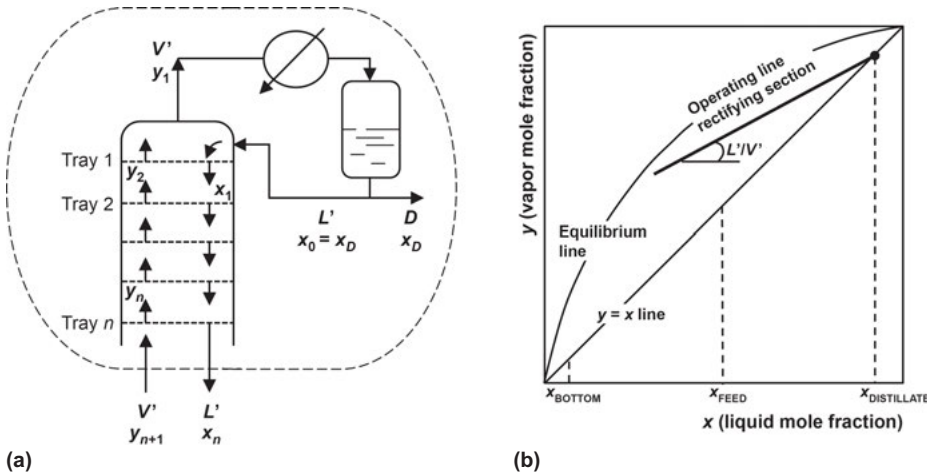 V'
y1
Tray 1
y2
x1
Tray 2
L'
D
x0 = xD
xD
yn
Tray n
V'
L'
yn+1
xn
(a)
Operating line
rectifying section
L'/V'
Equilibrium
line
y = x line
y (vapor mole fraction)
xBOTTOM
xFEED
xDISTILLATE
x (liquid mole fraction)
(b)